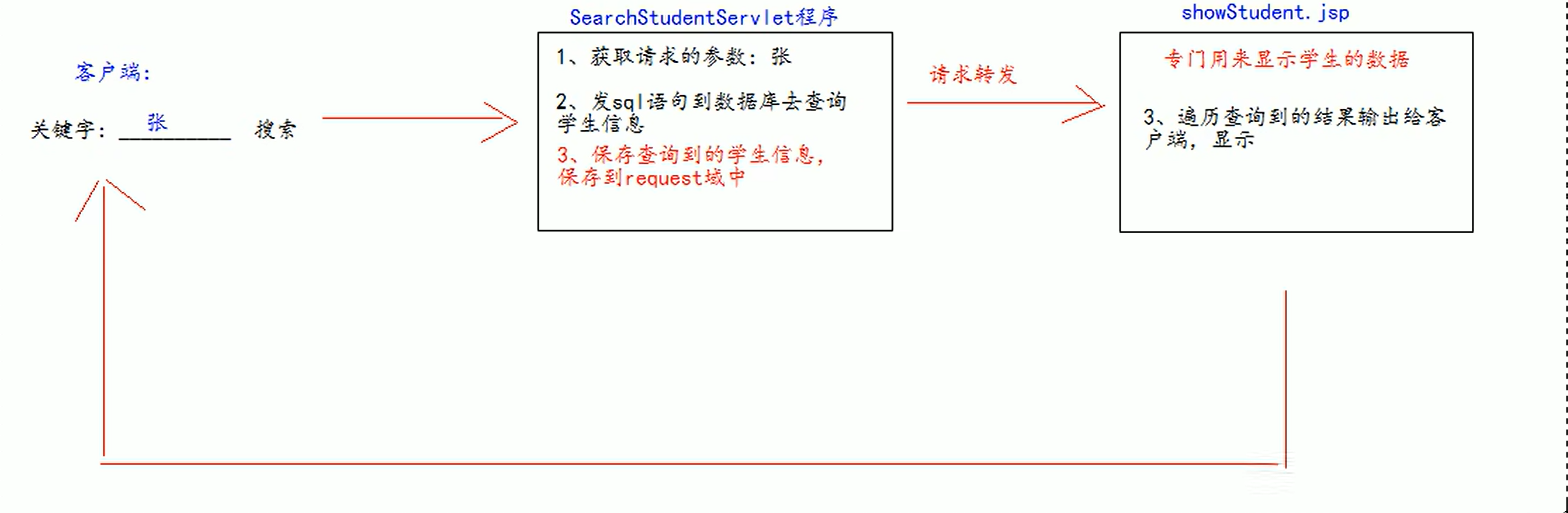 客户端:
关键字: 张 搜索
SearchStudentServlet程序
1、获取请求的参数: 张
2、发sql语句到数据库去查询
学生信息
3、保存查询到的学生信息,
保存到request域中
请求转发
showStudent.jsp
专门用来显示学生的数据
3、遍历查询到的结果输出给客
户端, 显示